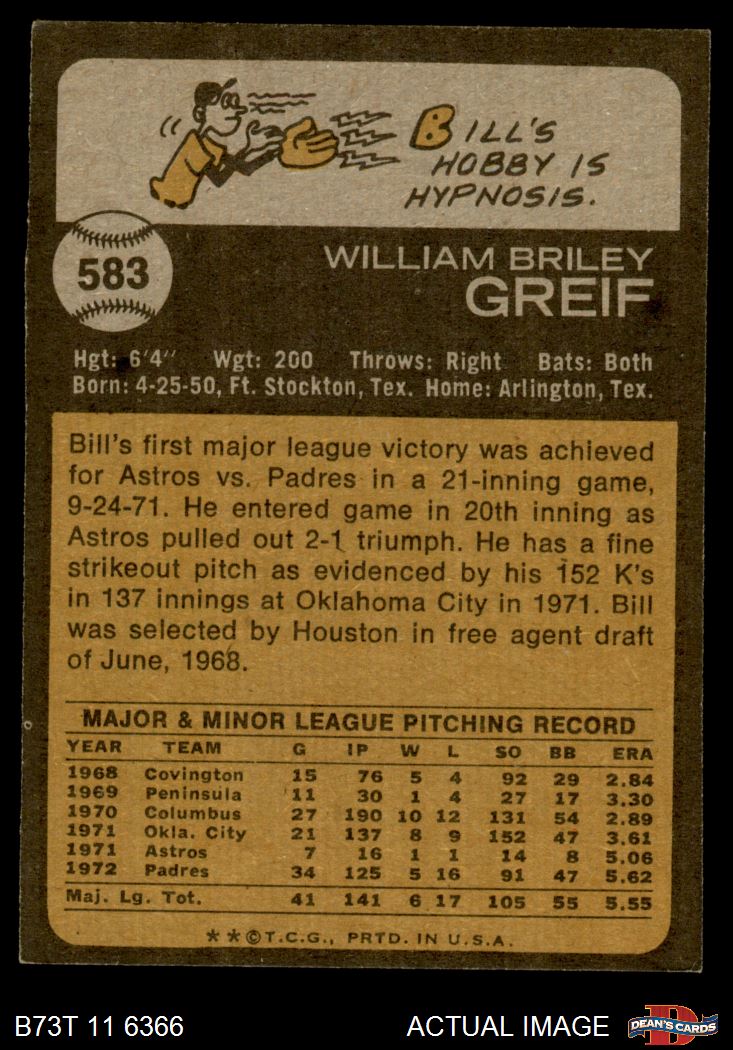 BILL'S
HOBBY IS
HYPNOSIS.
583
WILLIAM BRILEY
GREIF
Hgt: 6'4" Wgt: 200 Throws: Right Bats: Both
Born: 4-25-50, Ft. Stockton, Tex. Home: Arlington, Tex.
Bill's first major league victory was achieved
for Astros vs. Padres in a 21-inning game,
9-24-71. He entered game in 20th inning as
Astros pulled out 2-1 triumph. He has a fine
strikeout pitch as evidenced by his 152 K's
in 137 innings at Oklahoma City in 1971. Bill
was selected by Houston in free agent draft
of June, 1968.
MAJOR & MINOR LEAGUE PITCHING RECORD
YEAR TEAM G IP W L SO BB ERA
1968 Covington 15 76 5 4 92 29 2.84
1969 Peninsula 11 30 1 4 27 17 3.30
1970 Columbus 27 190 10 12 131 54 2.89
1971 Okla. City 21 137 8 9 152 47 3.61
1971 Astros 7 16 1 1 14 8 5.06
1972 Padres 34 125 5 16 91 47 5.62
Maj. Lg. Tot. 41 141 6 17 105 55 5.55
**©T.C.G., PRTD. IN U.S.A.
B73T 11 6366 ACTUAL IMAGE DEAN'S CARDS